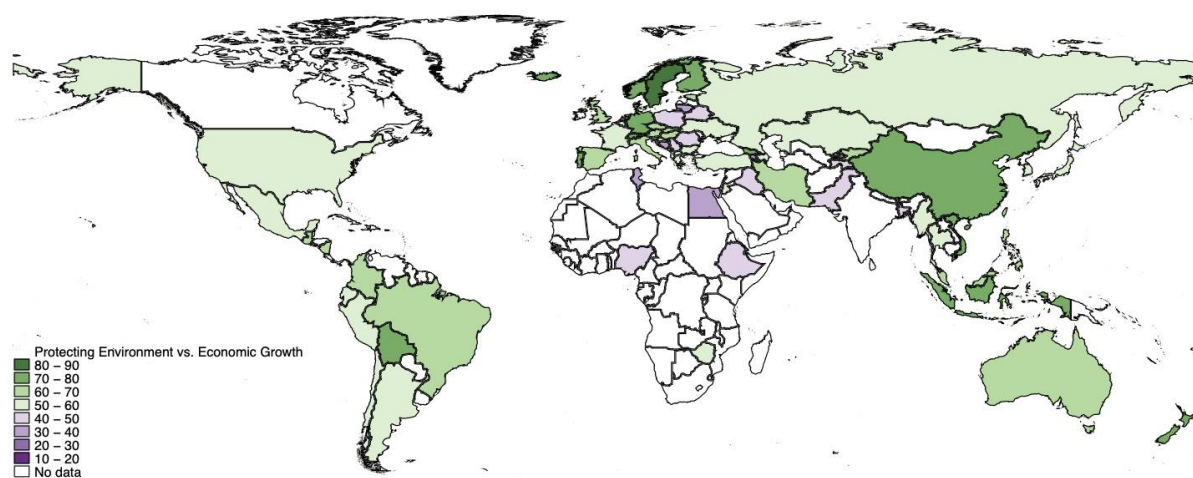 Protecting Environment vs. Economic Growth
80 – 90
70 – 80
60 – 70
50 – 60
40 – 50
30 – 40
20 – 30
10 – 20
No data